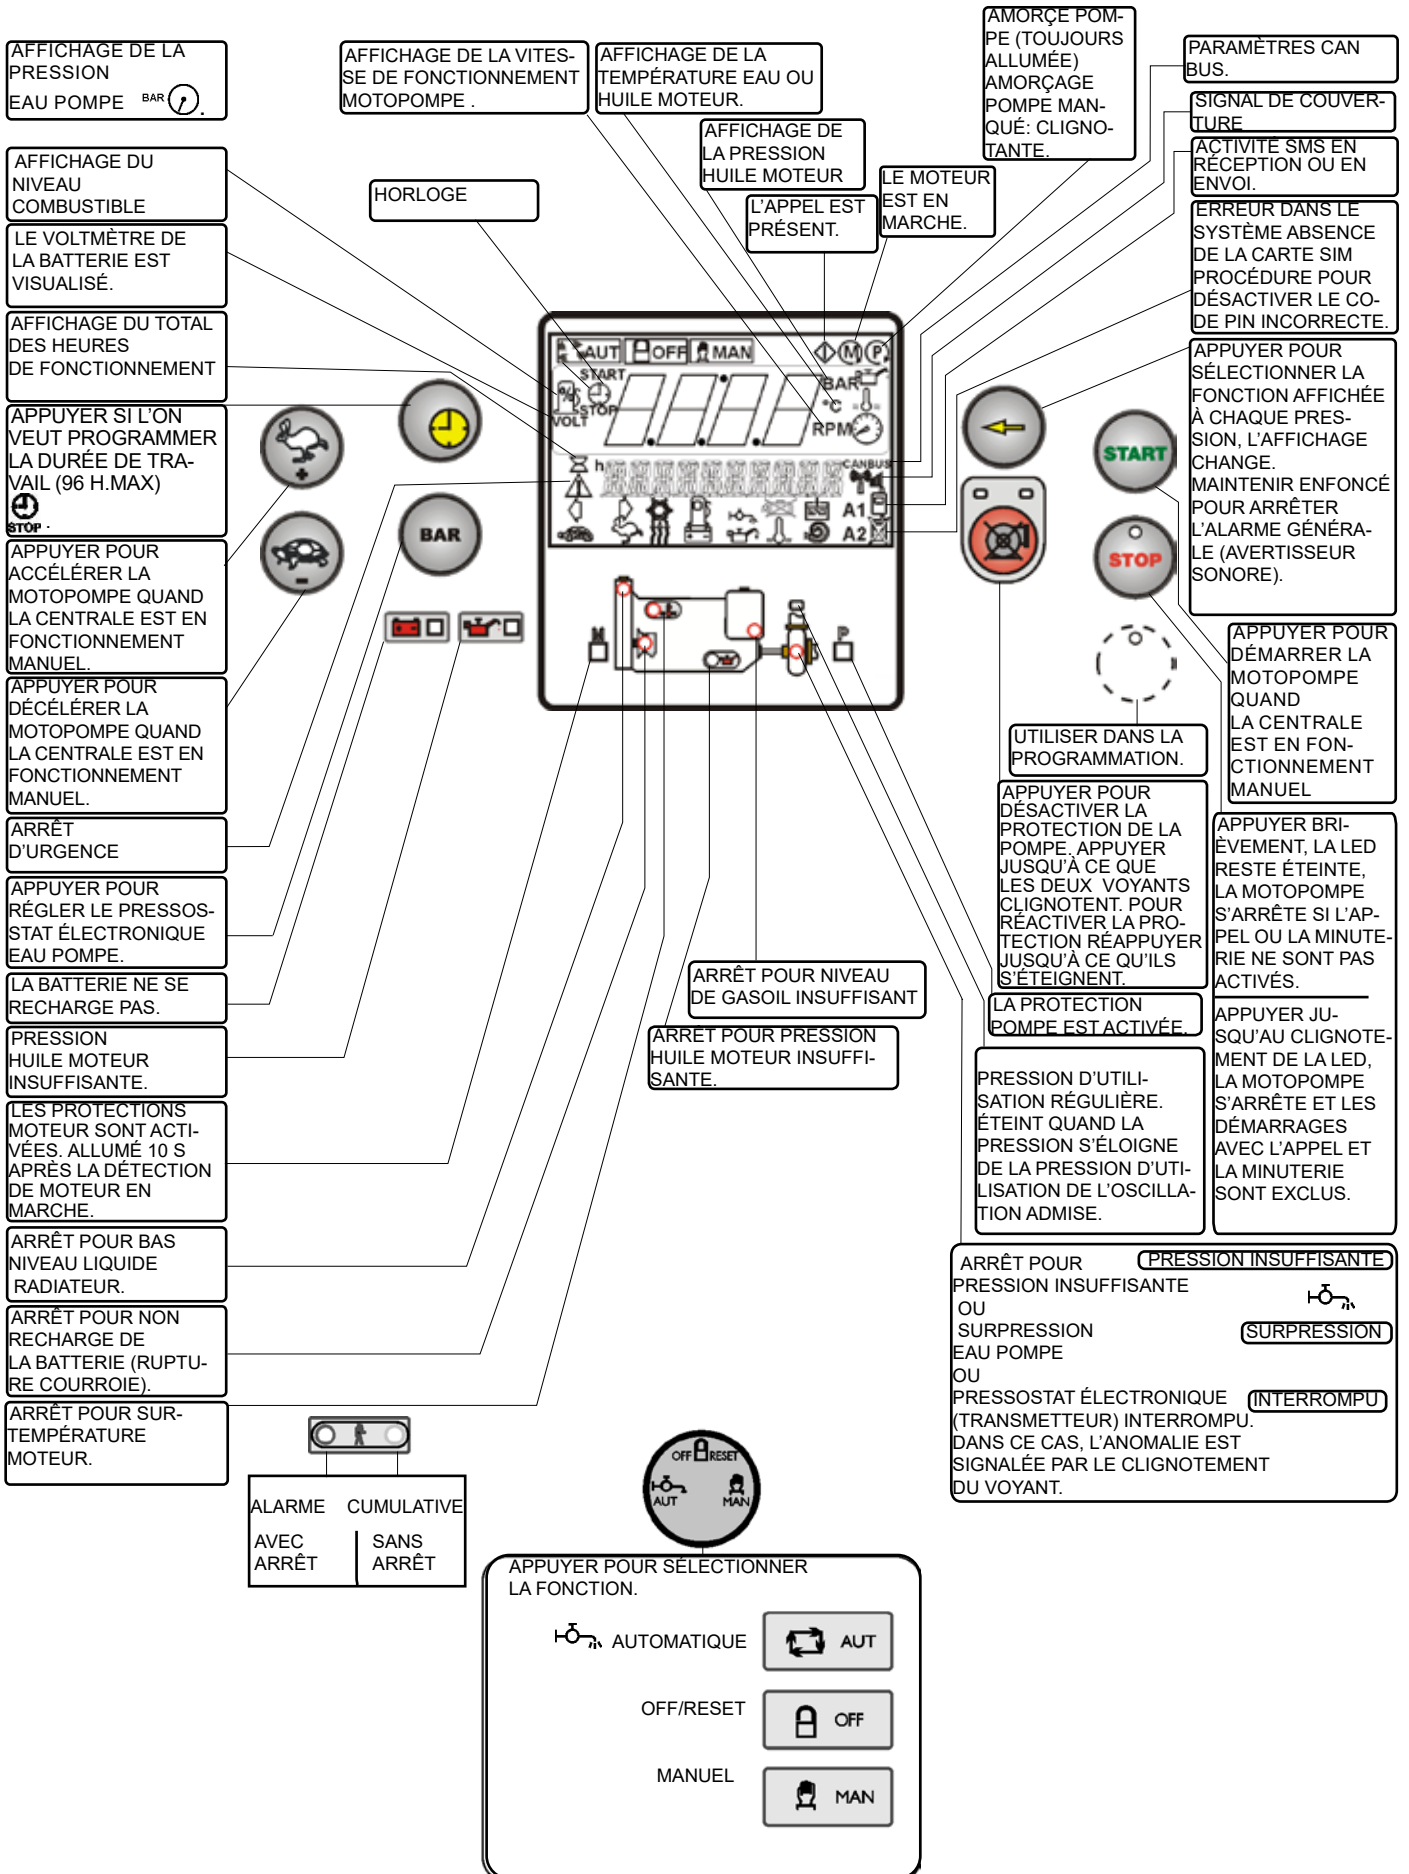 AFFICHAGE DE LA
PRESSION
EAU POMPE BAR .
AFFICHAGE DU
NIVEAU
COMBUSTIBLE
LE VOLTMÈTRE DE
LA BATTERIE EST
VISUALISÉ.
AFFICHAGE DU TOTAL
DES HEURES
DE FONCTIONNEMENT
APPUYER SI L'ON
VEUT PROGRAMMER
LA DURÉE DE TRA-
VAIL (96 H.MAX)
STOP .
APPUYER POUR
ACCÉLÉRER LA
MOTOPOMPE QUAND
LA CENTRALE EST EN
FONCTIONNEMENT
MANUEL.
APPUYER POUR
DÉCÉLÉRER LA
MOTOPOMPE QUAND
LA CENTRALE EST EN
FONCTIONNEMENT
MANUEL.
ARRÊT
D'URGENCE
APPUYER POUR
RÉGLER LE PRESSOS-
STAT ÉLECTRONIQUE
EAU POMPE.
LA BATTERIE NE SE
RECHARGE PAS.
PRESSION
HUILE MOTEUR
INSUFFISANTE.
LES PROTECTIONS
MOTEUR SONT ACTI-
VÉES. ALLUMÉ 10 S
APRÈS LA DÉTECTION
DE MOTEUR EN
MARCHE.
ARRÊT POUR BAS
NIVEAU LIQUIDE
RADIATEUR.
ARRÊT POUR NON
RECHARGE DE
LA BATTERIE (RUPTU-
RE COURROIE).
ARRÊT POUR SUR-
TEMPÉRATURE
MOTEUR.
AFFICHAGE DE LA VITES-
SE DE FONCTIONNEMENT
MOTOPOMPE .
HORLOGE
AFFICHAGE DE LA
TEMPÉRATURE EAU OU
HUILE MOTEUR.
AFFICHAGE DE
LA PRESSION
HUILE MOTEUR
L'APPEL EST
PRÉSENT.
LE MOTEUR
EST EN
MARCHE.
AMORÇE POM-
PE (TOUJOURS
ALLUMÉE)
AMORÇAGE
POMPE MAN-
QUÉ: CLIGNO-
TANTE.
PARAMÈTRES CAN
BUS.
SIGNAL DE COUVER-
TURE
ACTIVITÉ SMS EN
RÉCEPTION OU EN
ENVOI.
ERREUR DANS LE
SYSTÈME ABSENCE
DE LA CARTE SIM
PROCÉDURE POUR
DÉSACTIVER LE CO-
DE PIN INCORRECTE.
APPUYER POUR
SÉLECTIONNER LA
FONCTION AFFICHÉE
À CHAQUE PRES-
SION, L'AFFICHAGE
CHANGE.
MAINTENIR ENFONCÉ
POUR ARRÊTER
L'ALARME GÉNÉRA-
LE (AVERTISSEUR
SONORE).
AUT OFF MAN M P
START
% STOP
VOLT
BAR
°C
RPM
h CANBUS
A1
A2
+
-
BAR
START
STOP
M
P
APPUYER POUR
DÉMARRER LA
MOTOPOMPE
QUAND
LA CENTRALE
EST EN FON-
CTIONNEMENT
MANUEL
UTILISER DANS LA
PROGRAMMATION.
APPUYER POUR
DÉSACTIVER LA
PROTECTION DE LA
POMPE. APPUYER
JUSQU'À CE QUE
LES DEUX VOYANTS
CLIGNOTENT. POUR
RÉACTIVER LA PRO-
TECTION RÉAPPUYER
JUSQU'À CE QU'ILS
S'ÉTEIGNENT.
APPUYER BRI-
ÈVEMENT, LA LED
RESTE ÉTEINTE,
LA MOTOPOMPE
S'ARRÊTE SI L'AP-
PEL OU LA MINUTE-
RIE NE SONT PAS
ACTIVÉS.
APPUYER JU-
SQU'AU CLIGNOTE-
MENT DE LA LED,
LA MOTOPOMPE
S'ARRÊTE ET LES
DÉMARRAGES
AVEC L'APPEL ET
LA MINUTERIE
SONT EXCLUS.
ARRÊT POUR NIVEAU
DE GASOIL INSUFFISANT
LA PROTECTION
POMPE EST ACTIVÉE.
ARRÊT POUR PRESSION
HUILE MOTEUR INSUFFI-
SANTE.
PRESSION D'UTILI-
SATION RÉGULIÈRE.
ÉTEINT QUAND LA
PRESSION S'ÉLOIGNE
DE LA PRESSION D'UTI-
LISATION DE L'OSCILLA-
TION ADMISE.
ARRÊT POUR PRESSION INSUFFISANTE
PRESSION INSUFFISANTE
OU
SURPRESSION SURPRESSION
EAU POMPE
OU
PRESSOSTAT ÉLECTRONIQUE INTERROMPU
(TRANSMETTEUR) INTERROMPU.
DANS CE CAS, L'ANOMALIE EST
SIGNALÉE PAR LE CLIGNOTEMENT
DU VOYANT.
ALARME CUMULATIVE
AVEC SANS
ARRÊT ARRÊT
OFF RESET
AUT MAN
APPUYER POUR SÉLECTIONNER
LA FONCTION.
AUTOMATIQUE AUT
OFF/RESET OFF
MANUEL MAN